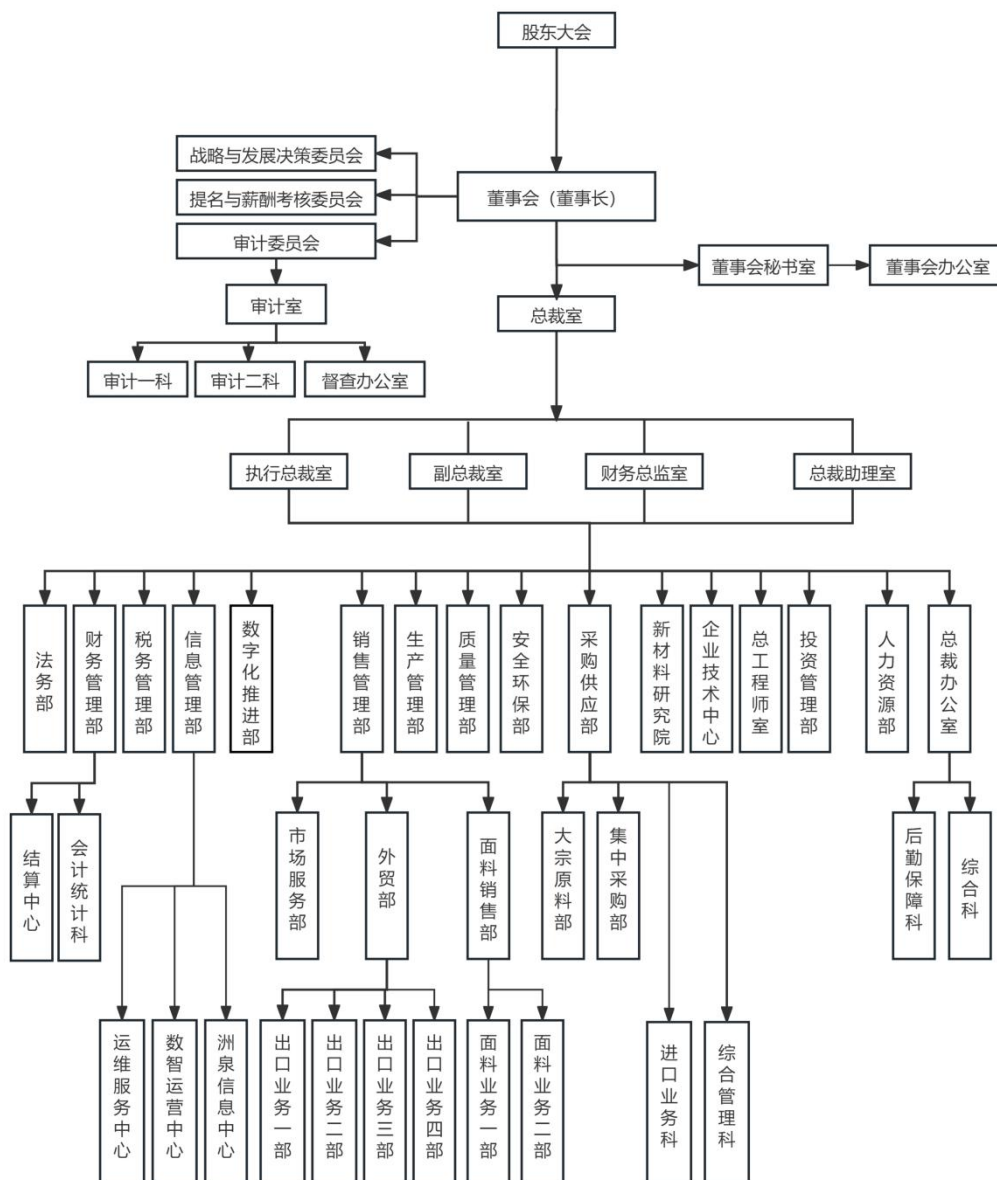 股东大会
战略与发展决策委员会
提名与薪酬考核委员会
董事会（董事长）
审计委员会
董事会秘书室
董事会办公室
审计室
总裁室
审计一科
审计二科
督查办公室
执行总裁室
副总裁室
财务总监室
总裁助理室
法务部
财务管理部
税务管理部
信息管理部
数字化推进部
销售管理部
生产管理部
质量管理部
安全环保部
采购供应部
新材料研究院
企业技术中心
总工程师室
投资管理部
人力资源部
总裁办公室
结算中心
会计统计科
市场服务部
外贸部
面料销售部
大宗原料部
集中采购部
后勤保障科
综合科
运维服务中心
数智运营中心
洲泉信息中心
出口业务一部
出口业务二部
出口业务三部
出口业务四部
面料业务一部
面料业务二部
进口业务科
综合管理科